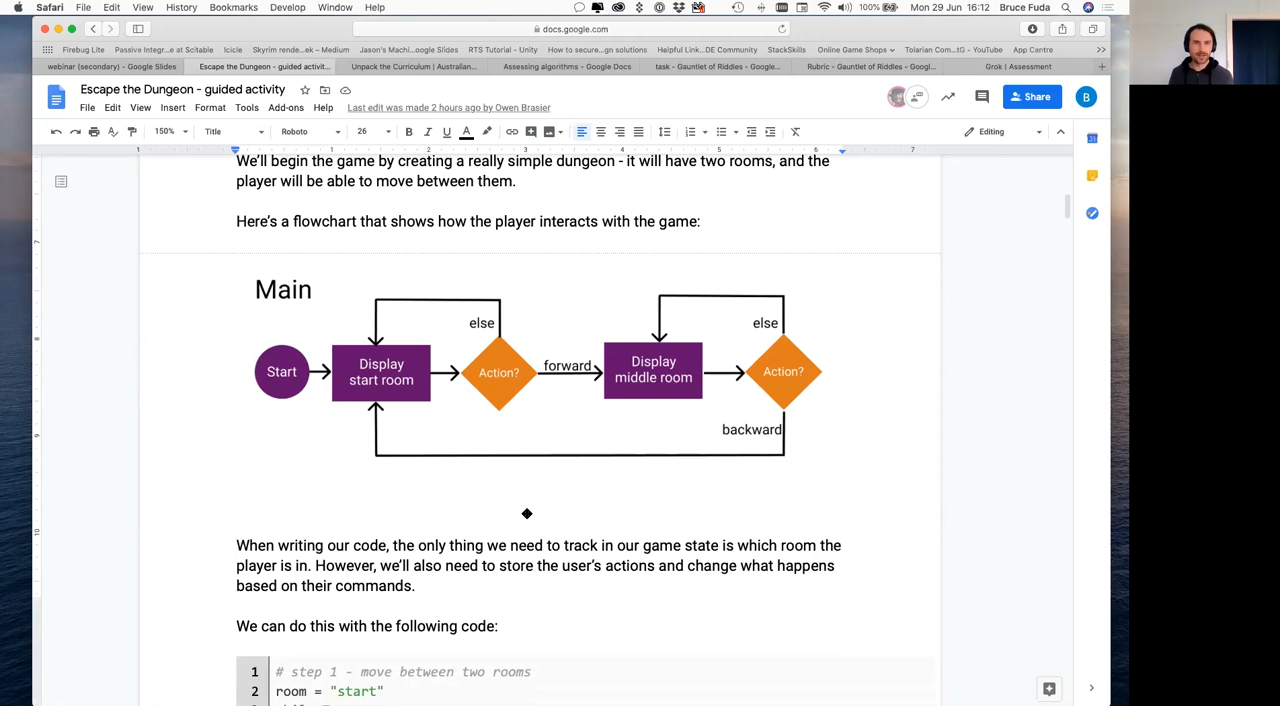 Safari File Edit View History Bookmarks Develop Window Help 100% Mon 29 Jun 16:12 Bruce Fuda
docs.google.com
Firebug Lite Passive Integr...e at Scitable Icicle Skyrim rende...k – Medium Jason's Machi...ogle Slides RTS Tutorial - Unity How to secure...gn solutions Helpful Link...DE Community StackSkills Online Game Shops Tolarian Com...tG - YouTube App Centre
webinar (secondary) - Google Slides Escape the Dungeon - guided activit... Unpack the Curriculum | Australian... Assessing algorithms - Google Docs task - Gauntlet of Riddles - Google... Rubric - Gauntlet of Riddles - Googl... Grok | Assessment
Escape the Dungeon - guided activity
File Edit View Insert Format Tools Add-ons Help Last edit was made 2 hours ago by Owen Brasier
Share B
150% Title Roboto 26 B I U A Editing
1 1 2 3 4 5 6 7
We'll begin the game by creating a really simple dungeon - it will have two rooms, and the
player will be able to move between them.
Here's a flowchart that shows how the player interacts with the game:
Main
else else
Start Display start room Action? forward Display middle room Action?
backward
When writing our code, the only thing we need to track in our game state is which room the
player is in. However, we'll also need to store the user's actions and change what happens
based on their commands.
We can do this with the following code:
1 # step 1 - move between two rooms
2 room = "start"